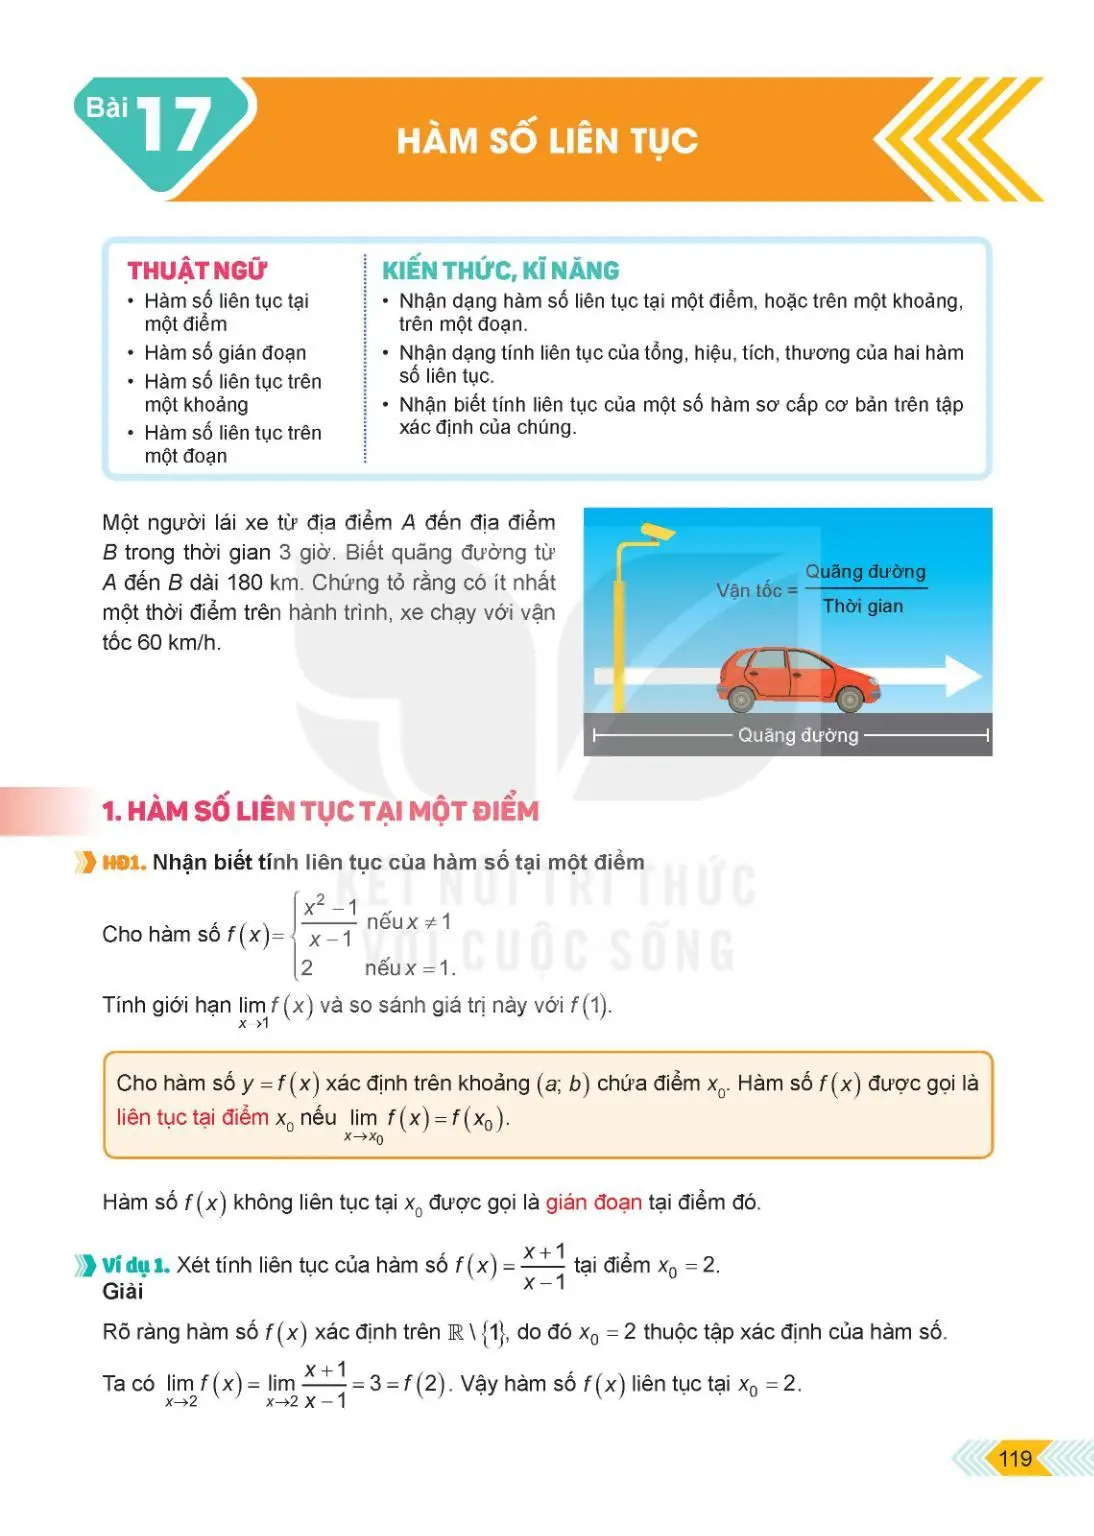 Bài 17
HÀM SỐ LIÊN TỤC
THUẬT NGỮ
• Hàm số liên tục tại
một điểm
• Hàm số gián đoạn
• Hàm số liên tục trên
một khoảng
• Hàm số liên tục trên
một đoạn
KIẾN THỨC, KĨ NĂNG
• Nhận dạng hàm số liên tục tại một điểm, hoặc trên một khoảng,
trên một đoạn.
• Nhận dạng tính liên tục của tổng, hiệu, tích, thương của hai hàm
số liên tục.
• Nhận biết tính liên tục của một số hàm sơ cấp cơ bản trên tập
xác định của chúng.
Một người lái xe từ địa điểm A đến địa điểm
B trong thời gian 3 giờ. Biết quãng đường từ
A đến B dài 180 km. Chứng tỏ rằng có ít nhất
một thời điểm trên hành trình, xe chạy với vận
tốc 60 km/h.
Vận tốc = Quãng đường / Thời gian
Quãng đường
1. HÀM SỐ LIÊN TỤC TẠI MỘT ĐIỂM
HĐ1. Nhận biết tính liên tục của hàm số tại một điểm
Cho hàm số f(x) = { (x² − 1)/(x − 1) nếu x ≠ 1
2 nếu x = 1.
Tính giới hạn lim x→1 f(x) và so sánh giá trị này với f(1).
KẾT NỐI TRI THỨC
VỚI CUỘC SỐNG
Cho hàm số y = f(x) xác định trên khoảng (a; b) chứa điểm x₀. Hàm số f(x) được gọi là
liên tục tại điểm x₀ nếu lim x→x₀ f(x) = f(x₀).
Hàm số f(x) không liên tục tại x₀ được gọi là gián đoạn tại điểm đó.
Ví dụ 1. Xét tính liên tục của hàm số f(x) = (x + 1)/(x − 1) tại điểm x₀ = 2.
Giải
Rõ ràng hàm số f(x) xác định trên ℝ \ {1}, do đó x₀ = 2 thuộc tập xác định của hàm số.
Ta có lim x→2 f(x) = lim x→2 (x + 1)/(x − 1) = 3 = f(2). Vậy hàm số f(x) liên tục tại x₀ = 2.
119